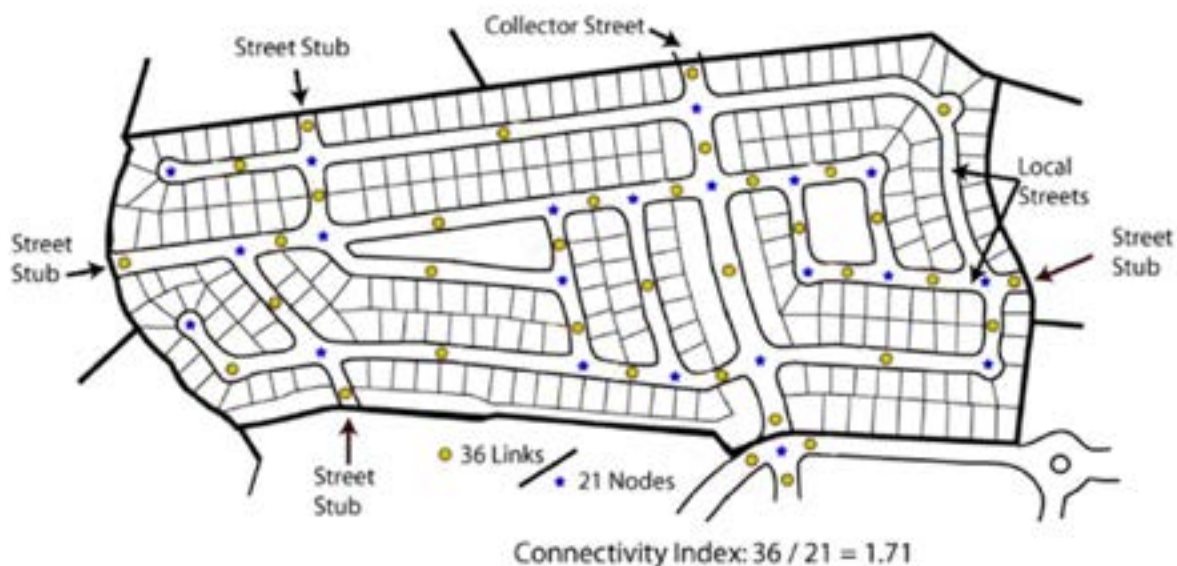 Collector Street
Street Stub
Local
Streets
Street
Stub
Street
Stub
36 Links
21 Nodes
Street
Stub
Connectivity Index: 36 / 21 = 1.71